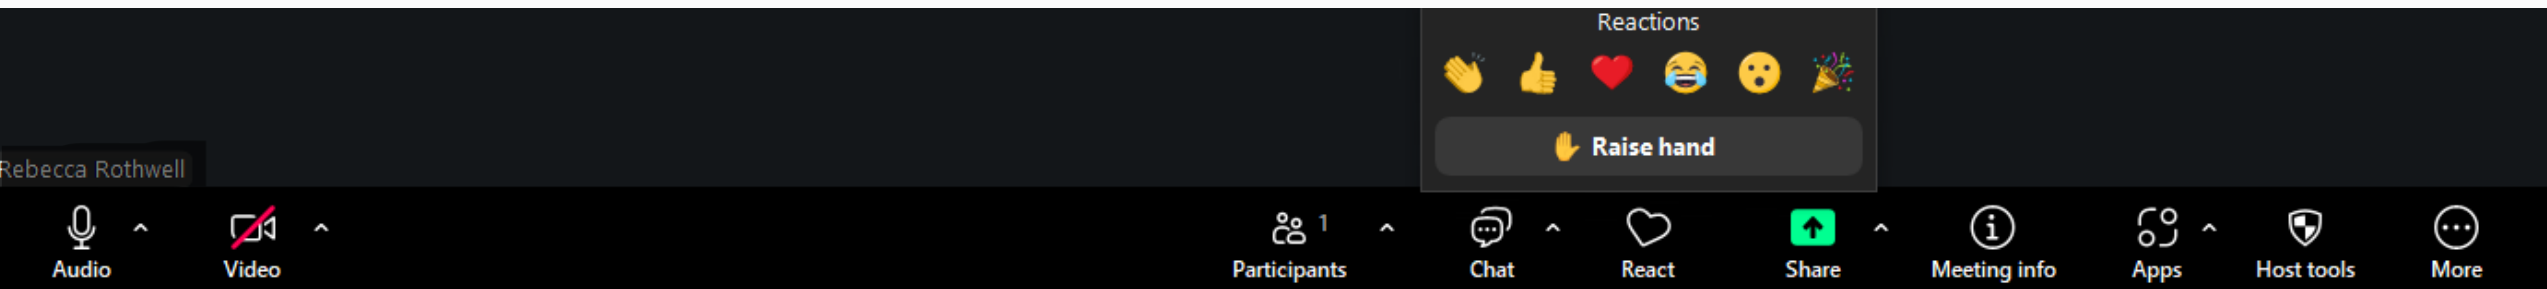 Reactions
Raise hand
Rebecca Rothwell
1
Audio
Video
Participants
Chat
React
Share
Meeting info
Apps
Host tools
More